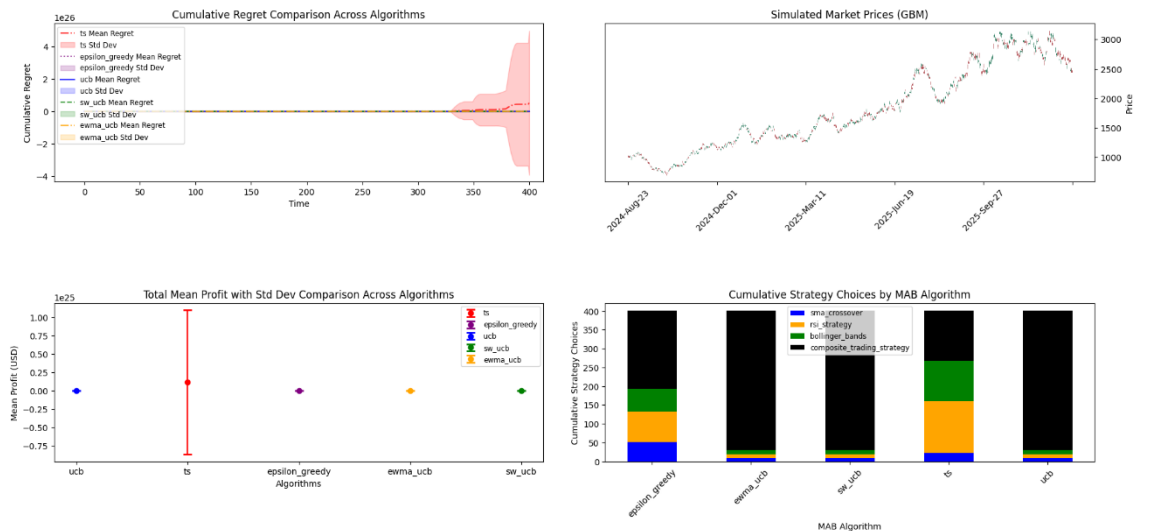 Cumulative Regret Comparison Across Algorithms
1e26
4
2
0
−2
−4
Cumulative Regret
ts Mean Regret
ts Std Dev
epsilon_greedy Mean Regret
epsilon_greedy Std Dev
ucb Mean Regret
ucb Std Dev
sw_ucb Mean Regret
sw_ucb Std Dev
ewma_ucb Mean Regret
ewma_ucb Std Dev
0 50 100 150 200 250 300 350 400
Time
Simulated Market Prices (GBM)
3000
2500
2000
1500
1000
Price
2024-Aug-23 2024-Dec-01 2025-Mar-11 2025-Jun-19 2025-Sep-27
Total Mean Profit with Std Dev Comparison Across Algorithms
1e25
1.00
0.75
0.50
0.25
0.00
−0.25
−0.50
−0.75
Mean Profit (USD)
ts
epsilon_greedy
ucb
sw_ucb
ewma_ucb
ucb ts epsilon_greedy ewma_ucb sw_ucb
Algorithms
Cumulative Strategy Choices by MAB Algorithm
400
350
300
250
200
150
100
50
0
Cumulative Strategy Choices
sma_crossover
rsi_strategy
bollinger_bands
composite_trading_strategy
epsilon_greedy ewma_ucb sw_ucb ts ucb
MAB Algorithm